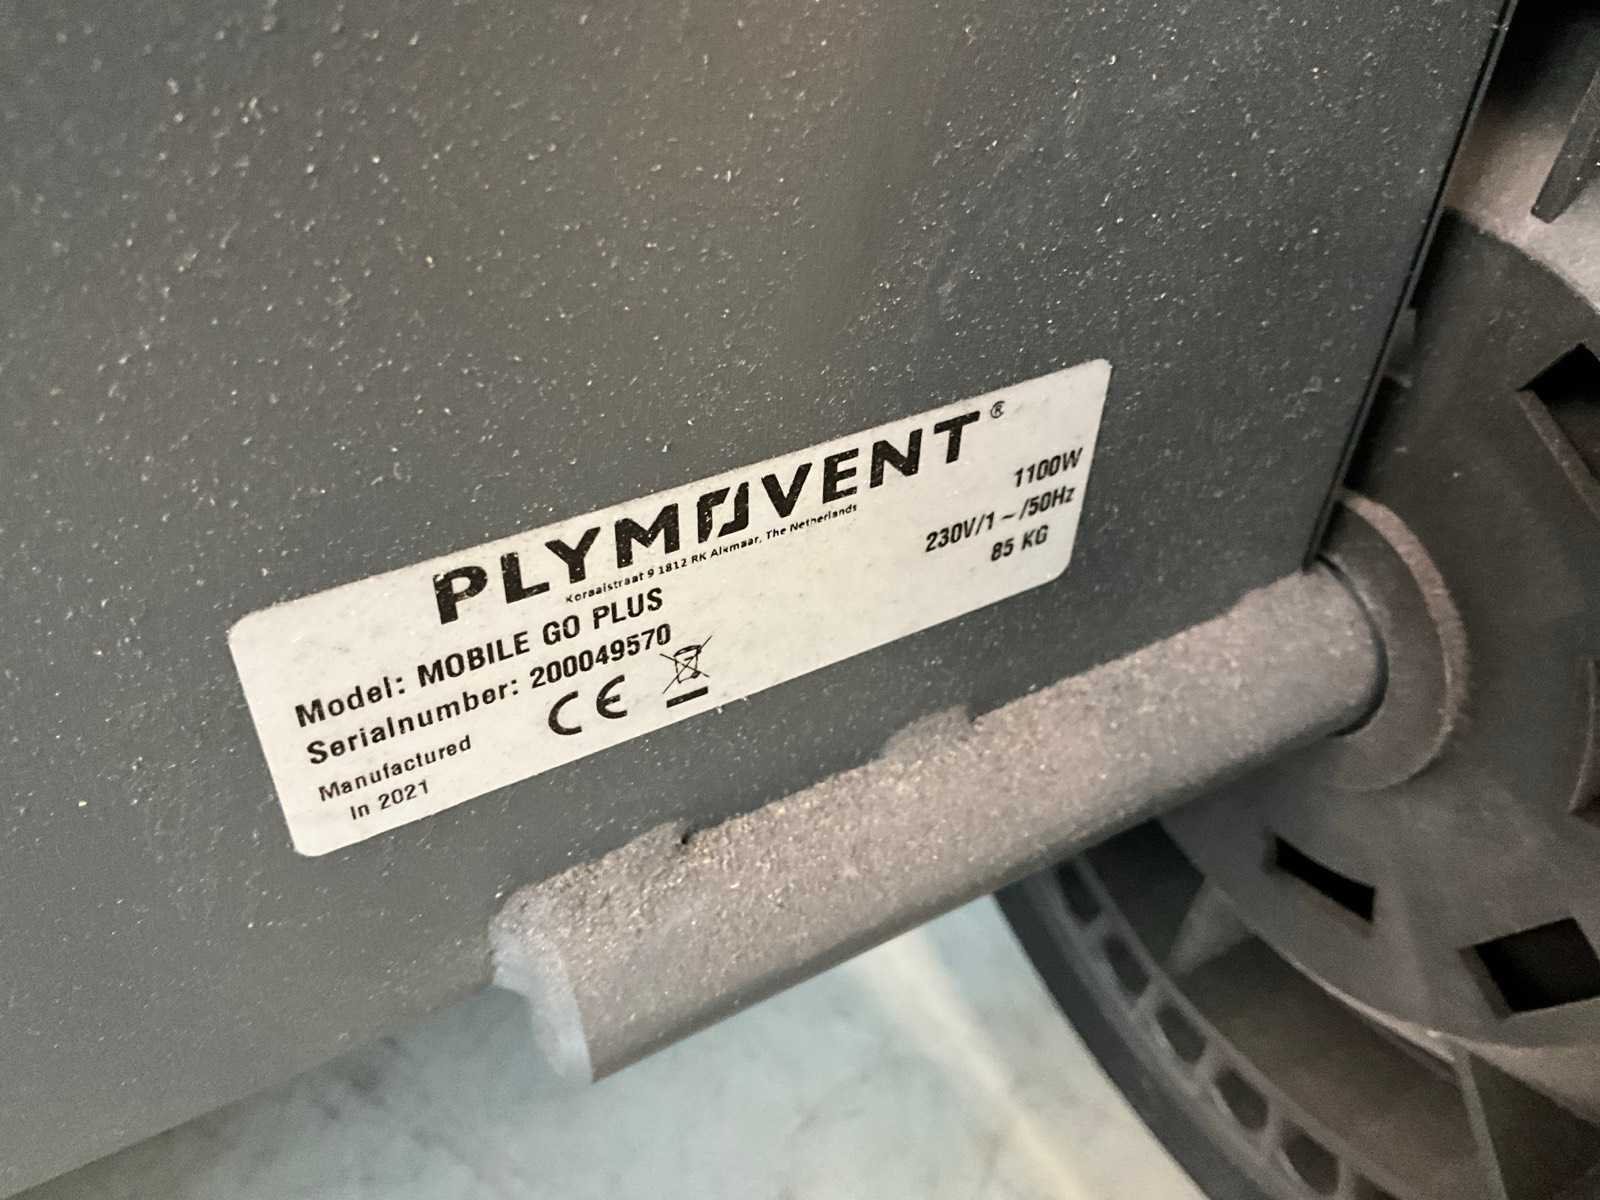 PLYMOVENT®
Koraalstraat 9 1812 RK Alkmaar, The Netherlands
1100W
230V/1~/50Hz
85 KG
Model: MOBILE GO PLUS
Serialnumber: 200049570
CE
Manufactured
In 2021